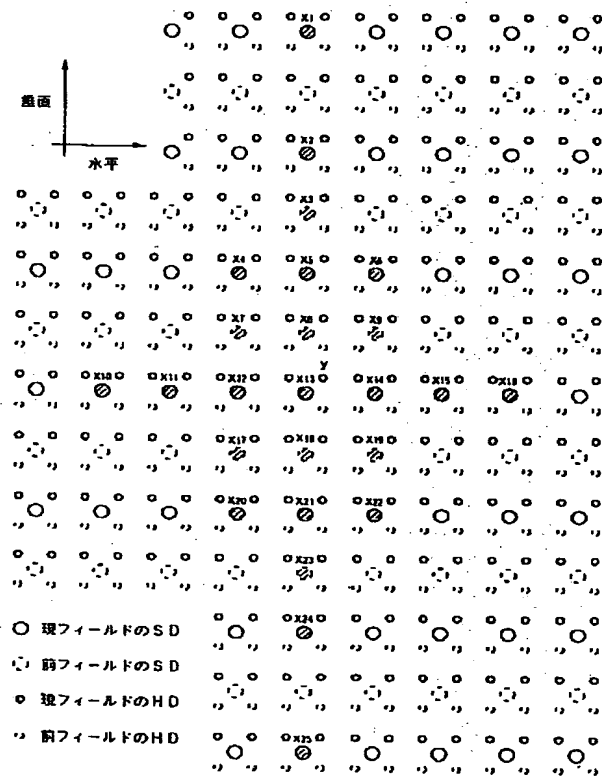 X1
垂直
X2
水平
X3
X4 X5 X6
X7 X8 X9
y
X10 X11 X12 X13 X14 X15 X16
X17 X18 X19
X20 X21 X22
X23
現フィールドのSD
X24
前フィールドのSD
現フィールドのHD
前フィールドのHD
X25